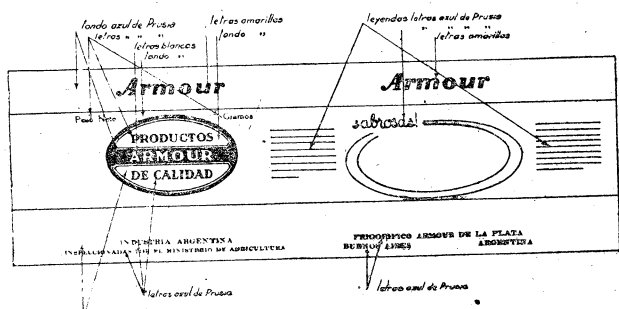 fondo azul de Prusia
letras " " "
letras blancas
fondo "
letras amarillas
fondo "
leyendas letras azul de Prusia
" " " "
letras amarillas
Armour
Armour
Peso Neto
Gramos
sabrosas!
PRODUCTOS
ARMOUR
DE CALIDAD
INDUSTRIA ARGENTINA
INSPECCIONADAS POR EL MINISTERIO DE AGRICULTURA
FRIGORIFICO ARMOUR DE LA PLATA
BUENOS AIRES ARGENTINA
letras azul de Prusia
letras azul de Prusia